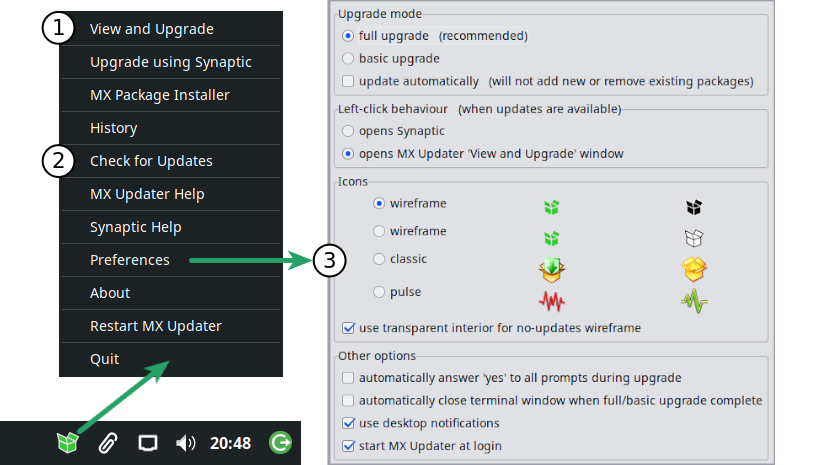 1
View and Upgrade
Upgrade using Synaptic
MX Package Installer
History
2
Check for Updates
MX Updater Help
Synaptic Help
Preferences
About
Restart MX Updater
Quit
20:48
3
Upgrade mode
full upgrade (recommended)
basic upgrade
update automatically (will not add new or remove existing packages)
Left-click behaviour (when updates are available)
opens Synaptic
opens MX Updater 'View and Upgrade' window
Icons
wireframe
wireframe
classic
pulse
use transparent interior for no-updates wireframe
Other options
automatically answer 'yes' to all prompts during upgrade
automatically close terminal window when full/basic upgrade complete
use desktop notifications
start MX Updater at login